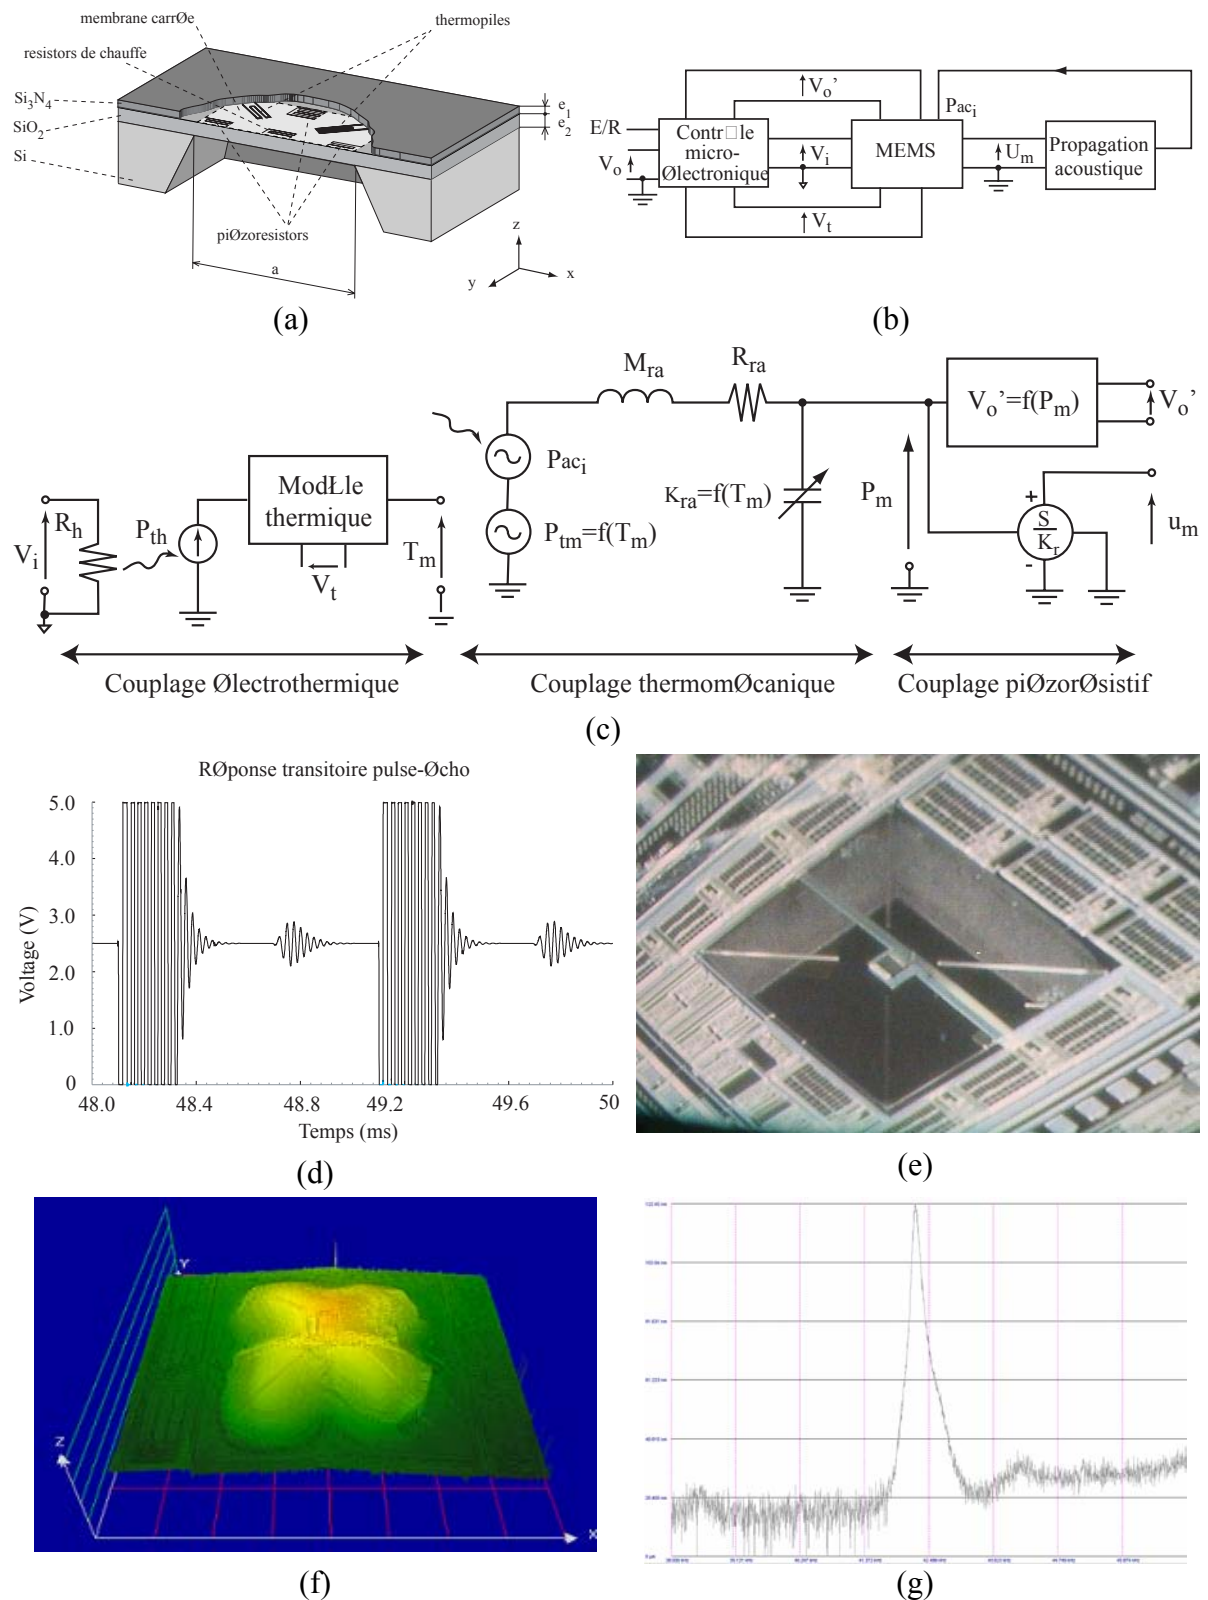 membrane carrØe
thermopiles
resistors de chauffe
Si3N4
SiO2
Si
e1
e2
piØzoresistors
a
z
x
y
(a)
Vo'
Paci
E/R
Contr□le
micro-
Ølectronique
Vi
MEMS
Um
Propagation
acoustique
Vo
Vt
(b)
Mra
Rra
Vo'=f(Pm)
Vo'
Paci
ModŁle
thermique
Rh
Pth
Vi
Vt
Tm
Ptm=f(Tm)
Kra=f(Tm)
Pm
+
S
Kr
-
um
Couplage Ølectrothermique
Couplage thermomØcanique
Couplage piØzorØsistif
(c)
RØponse transitoire pulse-Øcho
5.0
4.0
3.0
2.0
1.0
0
Voltage (V)
48.0
48.4
48.8
49.2
49.6
50
Temps (ms)
(d)
(e)
Y
Z
X
(f)
(g)